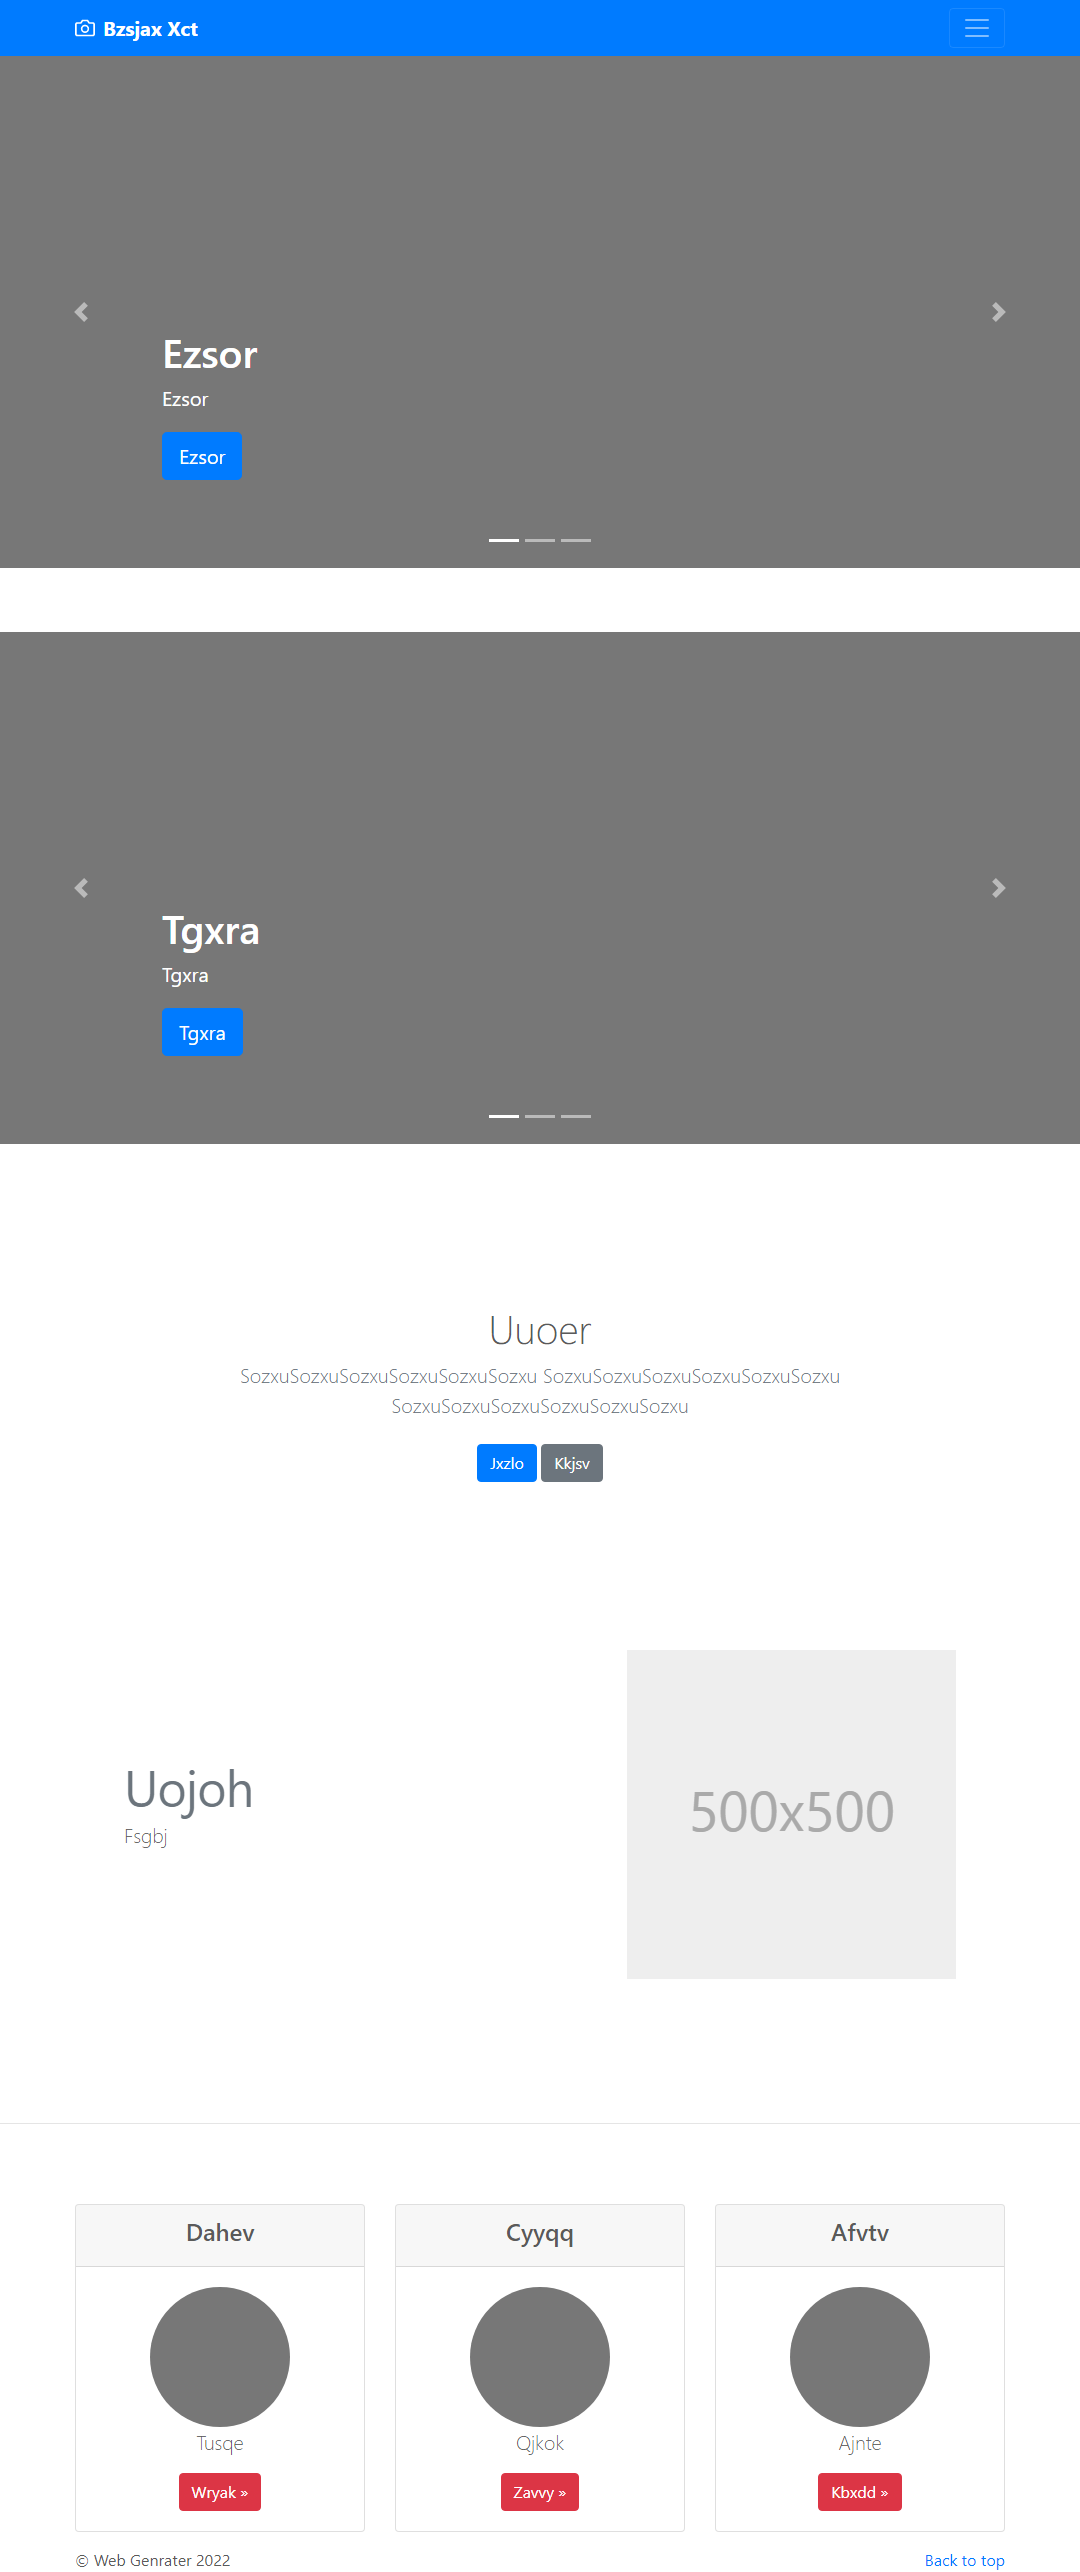 Bzsjax Xct
Ezsor
Ezsor
Ezsor
Tgxra
Tgxra
Tgxra
Uuoer
SozxuSozxuSozxuSozxuSozxuSozxu SozxuSozxuSozxuSozxuSozxuSozxu
SozxuSozxuSozxuSozxuSozxuSozxu
Jxzlo Kkjsv
Uojoh
Fsgbj
500x500
Dahev
Tusqe
Wryak »
Cyyqq
Qjkok
Zavvy »
Afvtv
Ajnte
Kbxdd »
© Web Genrater 2022
Back to top